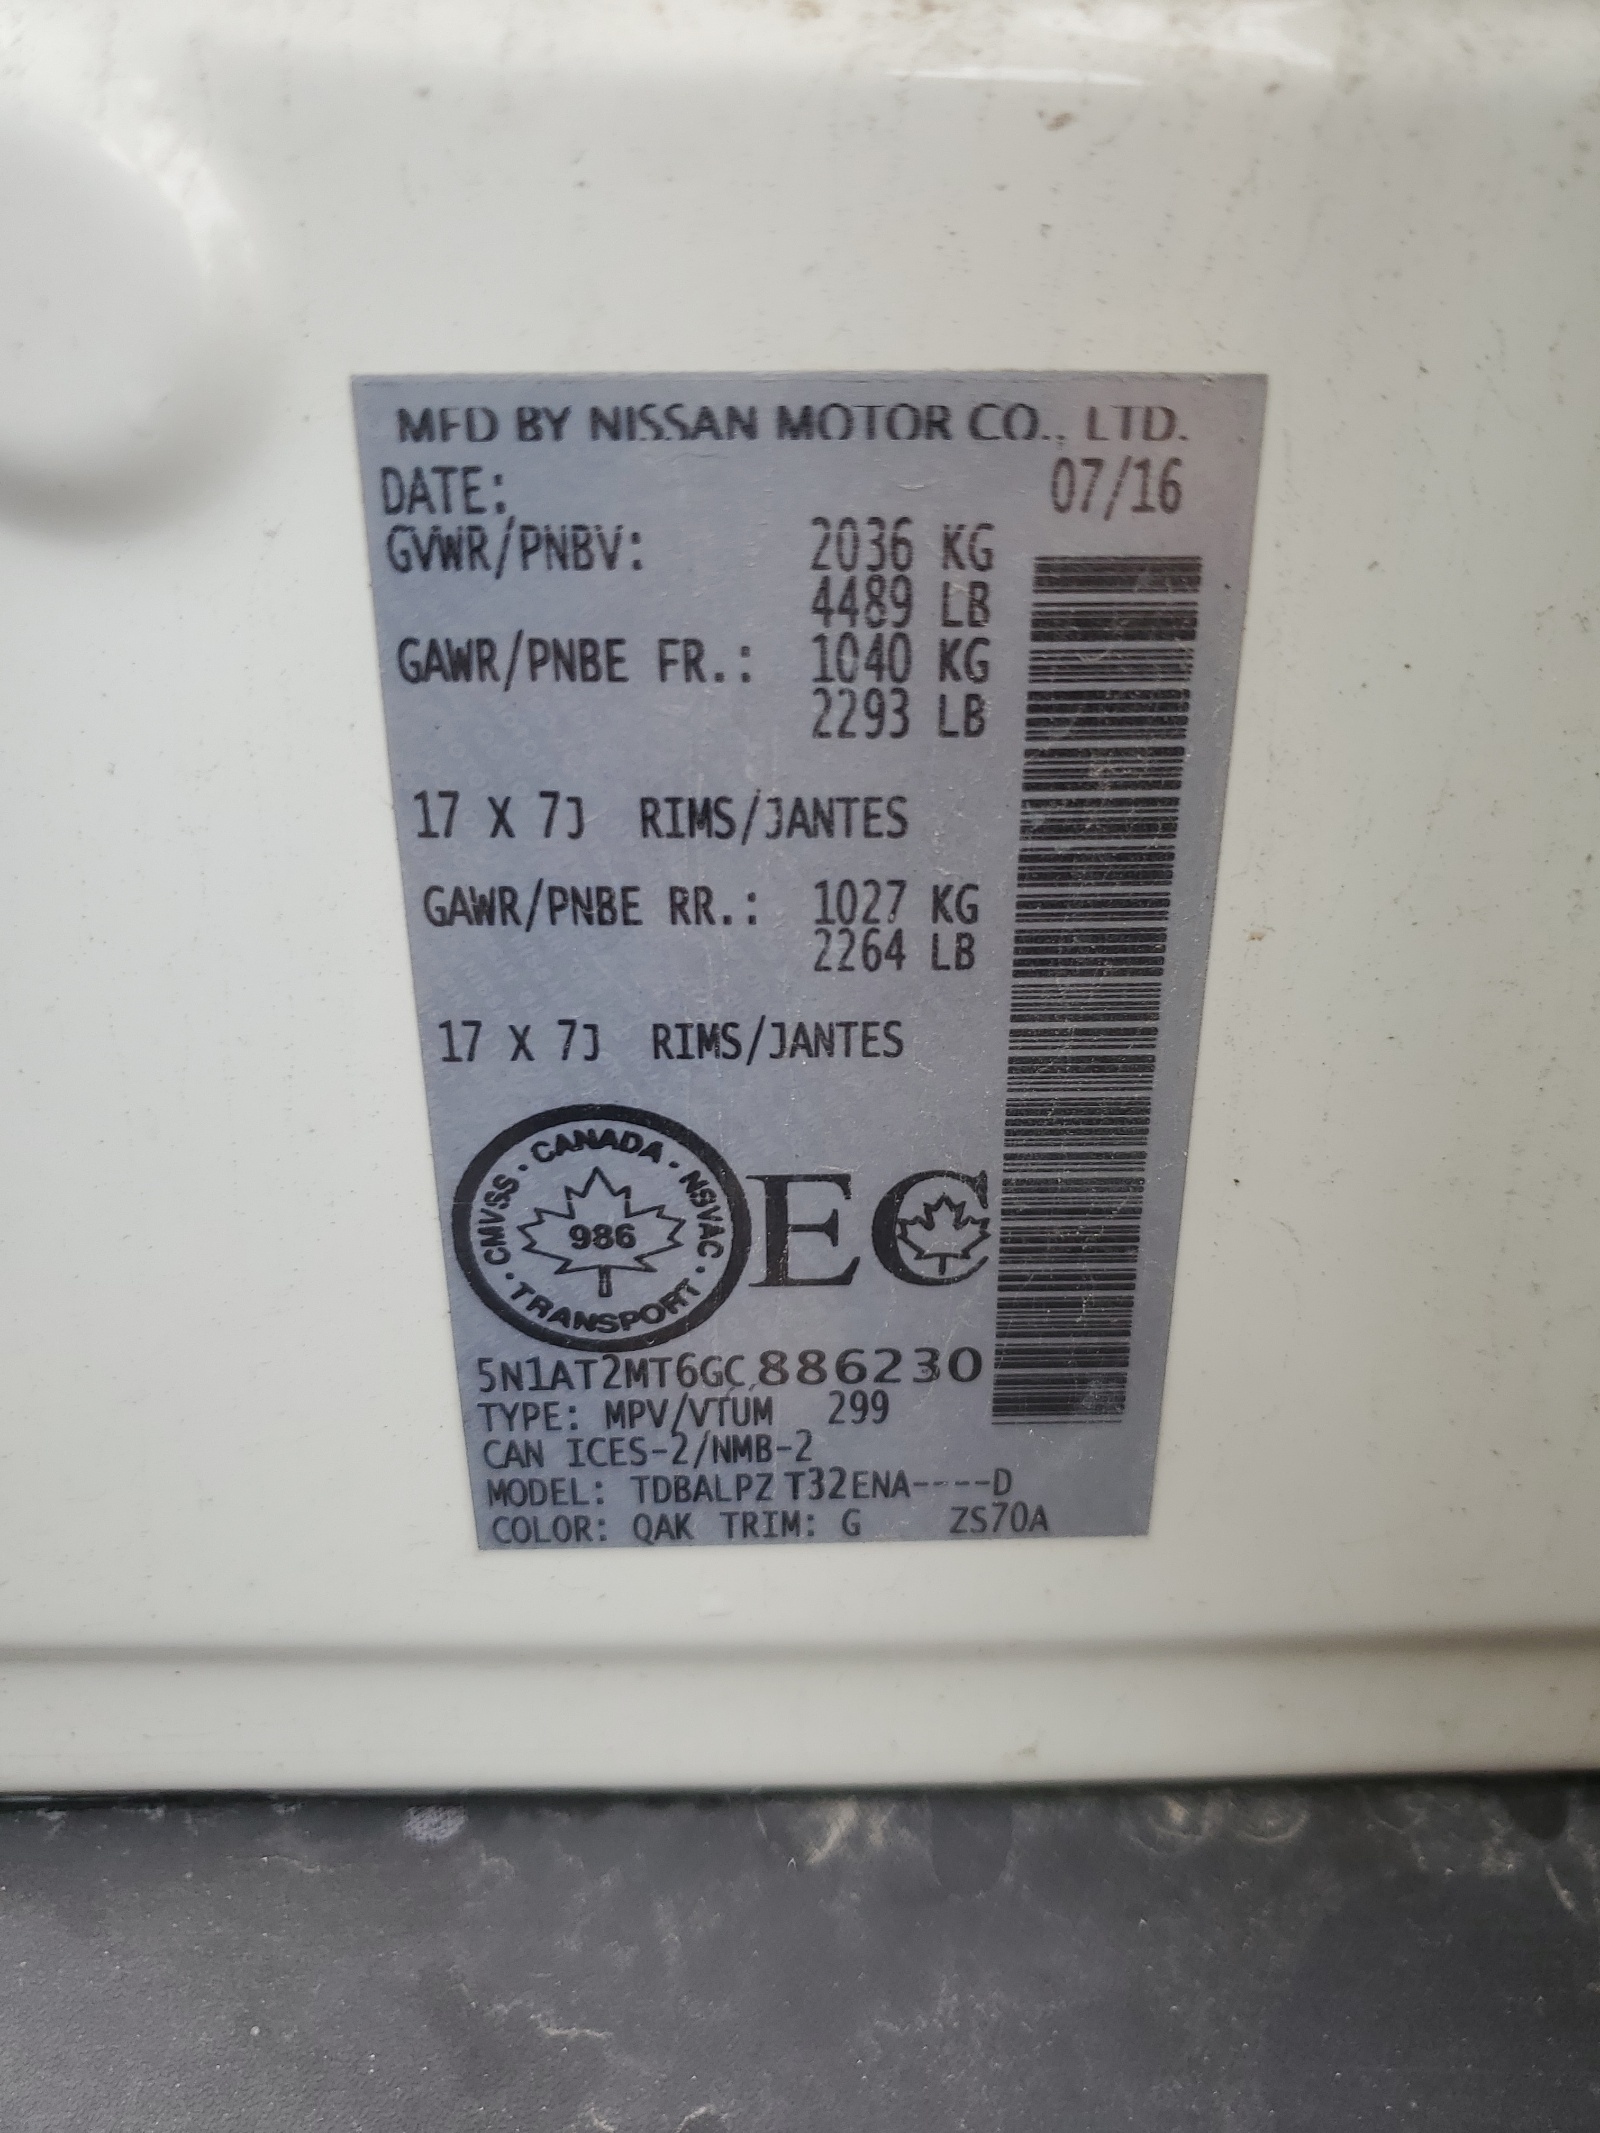 MFD BY NISSAN MOTOR CO., LTD.
DATE: 07/16
GVWR/PNBV: 2036 KG
4489 LB
GAWR/PNBE FR.: 1040 KG
2293 LB
17 X 7J RIMS/JANTES
GAWR/PNBE RR.: 1027 KG
2264 LB
17 X 7J RIMS/JANTES
CMVSS · CANADA · NSVAC · TRANSPORT
986
EC
5N1AT2MT6GC886230
TYPE: MPV/VTUM 299
CAN ICES-2/NMB-2
MODEL: TDBALPZ T32ENA----D
COLOR: QAK TRIM: G ZS70A